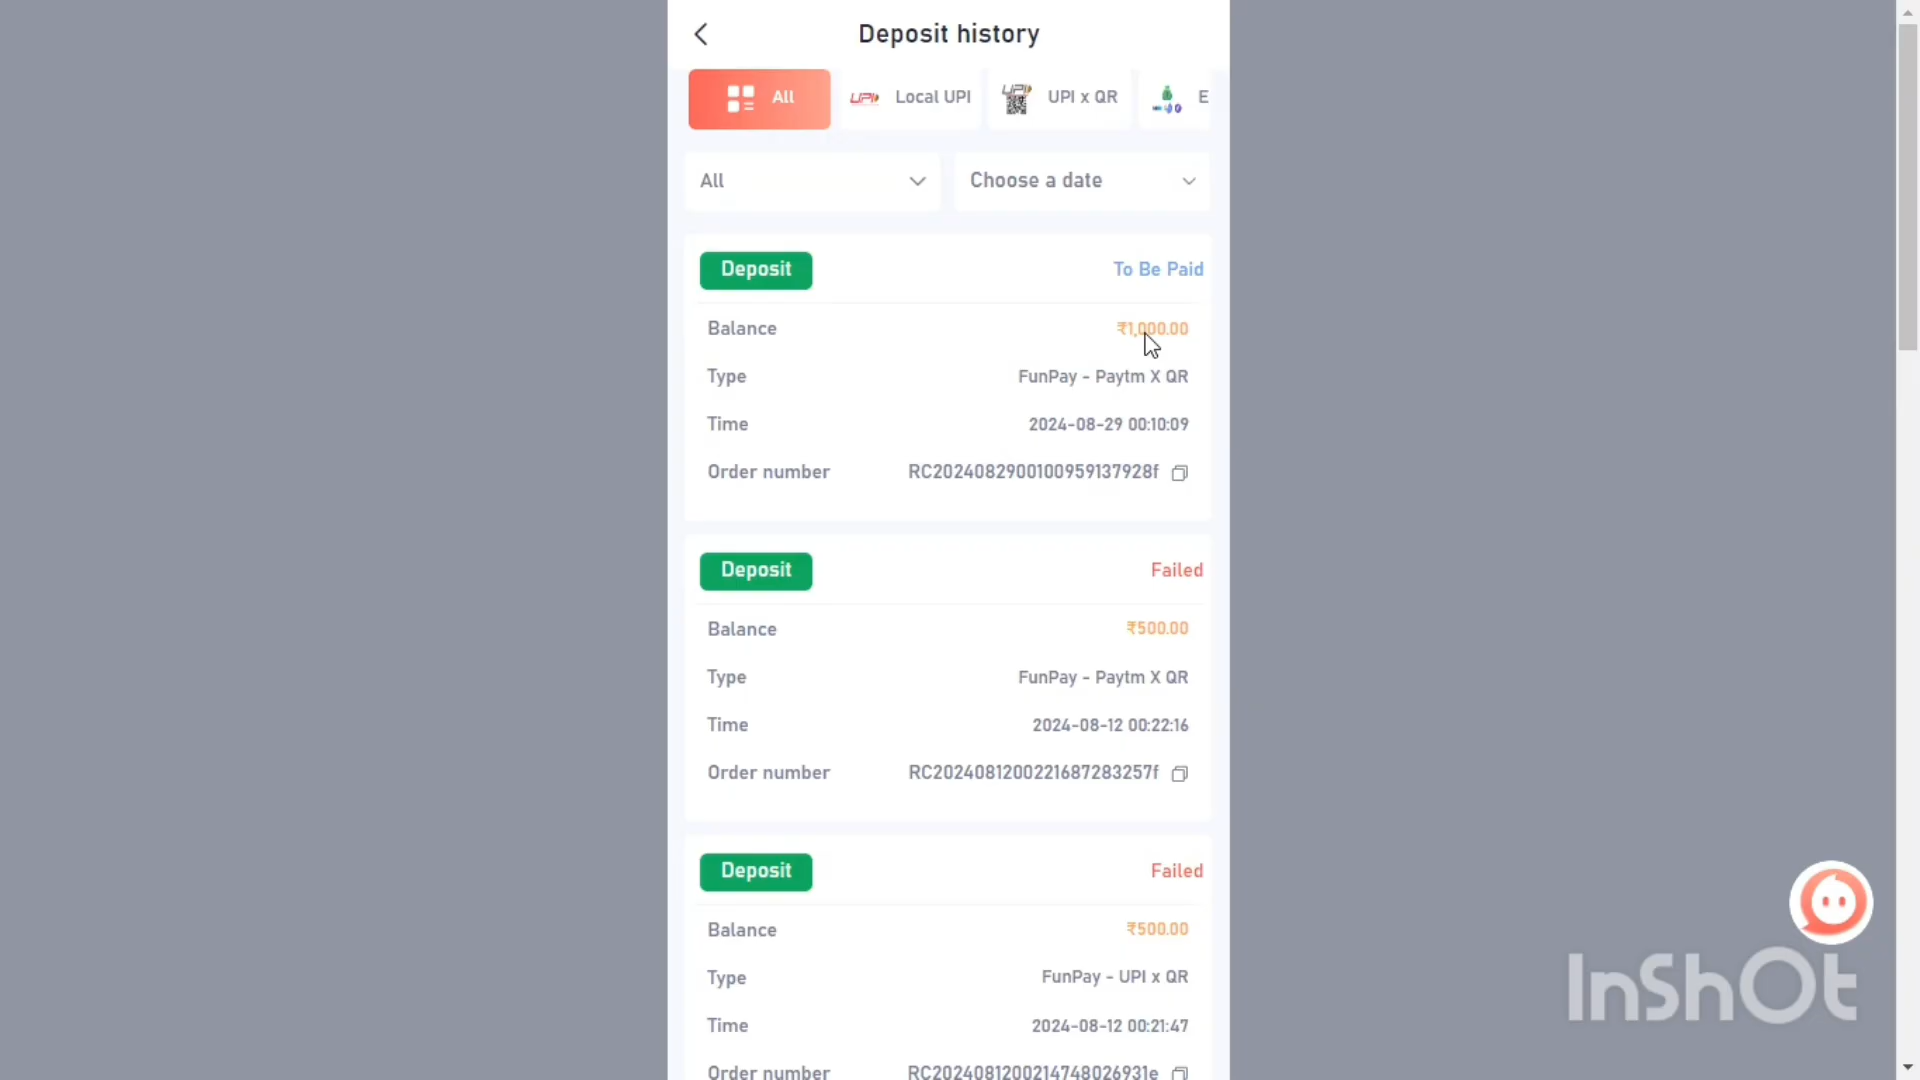 Deposit history
All
UPI Local UPI
UPI UPI x QR
E
All
Choose a date
Deposit To Be Paid
Balance ₹1,000.00
Type FunPay - Paytm X QR
Time 2024-08-29 00:10:09
Order number RC2024082900100959137928f
Deposit Failed
Balance ₹500.00
Type FunPay - Paytm X QR
Time 2024-08-12 00:22:16
Order number RC2024081200221687283257f
Deposit Failed
Balance ₹500.00
Type FunPay - UPI x QR
Time 2024-08-12 00:21:47
Order number RC2024081200214748026931e
InShOt